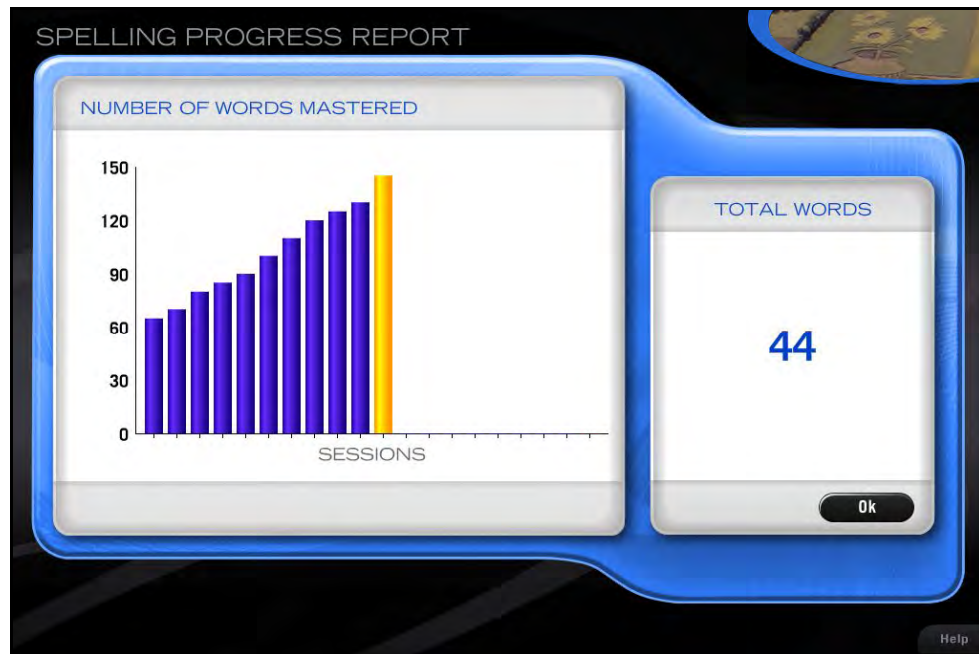 SPELLING PROGRESS REPORT
NUMBER OF WORDS MASTERED
150
120
90
60
30
0
SESSIONS
TOTAL WORDS
44
Ok
Help